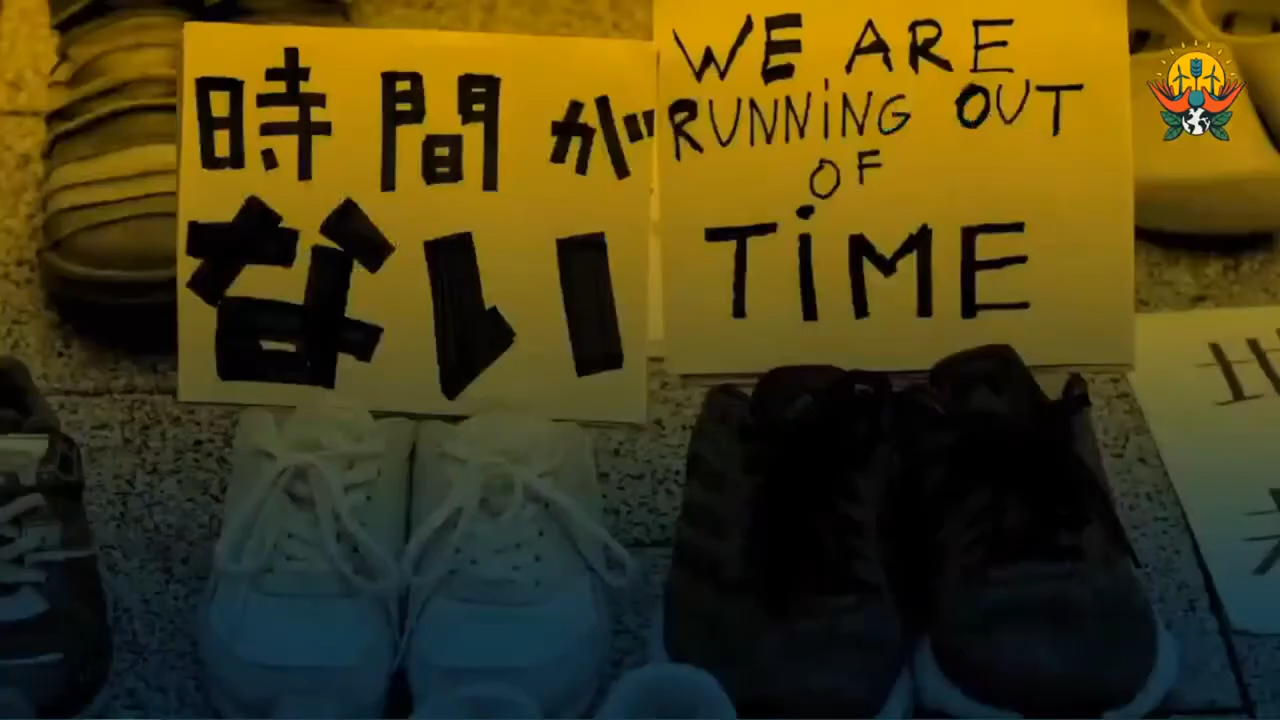 時間が
ない
WE ARE
RUNNING OUT
OF
TIME